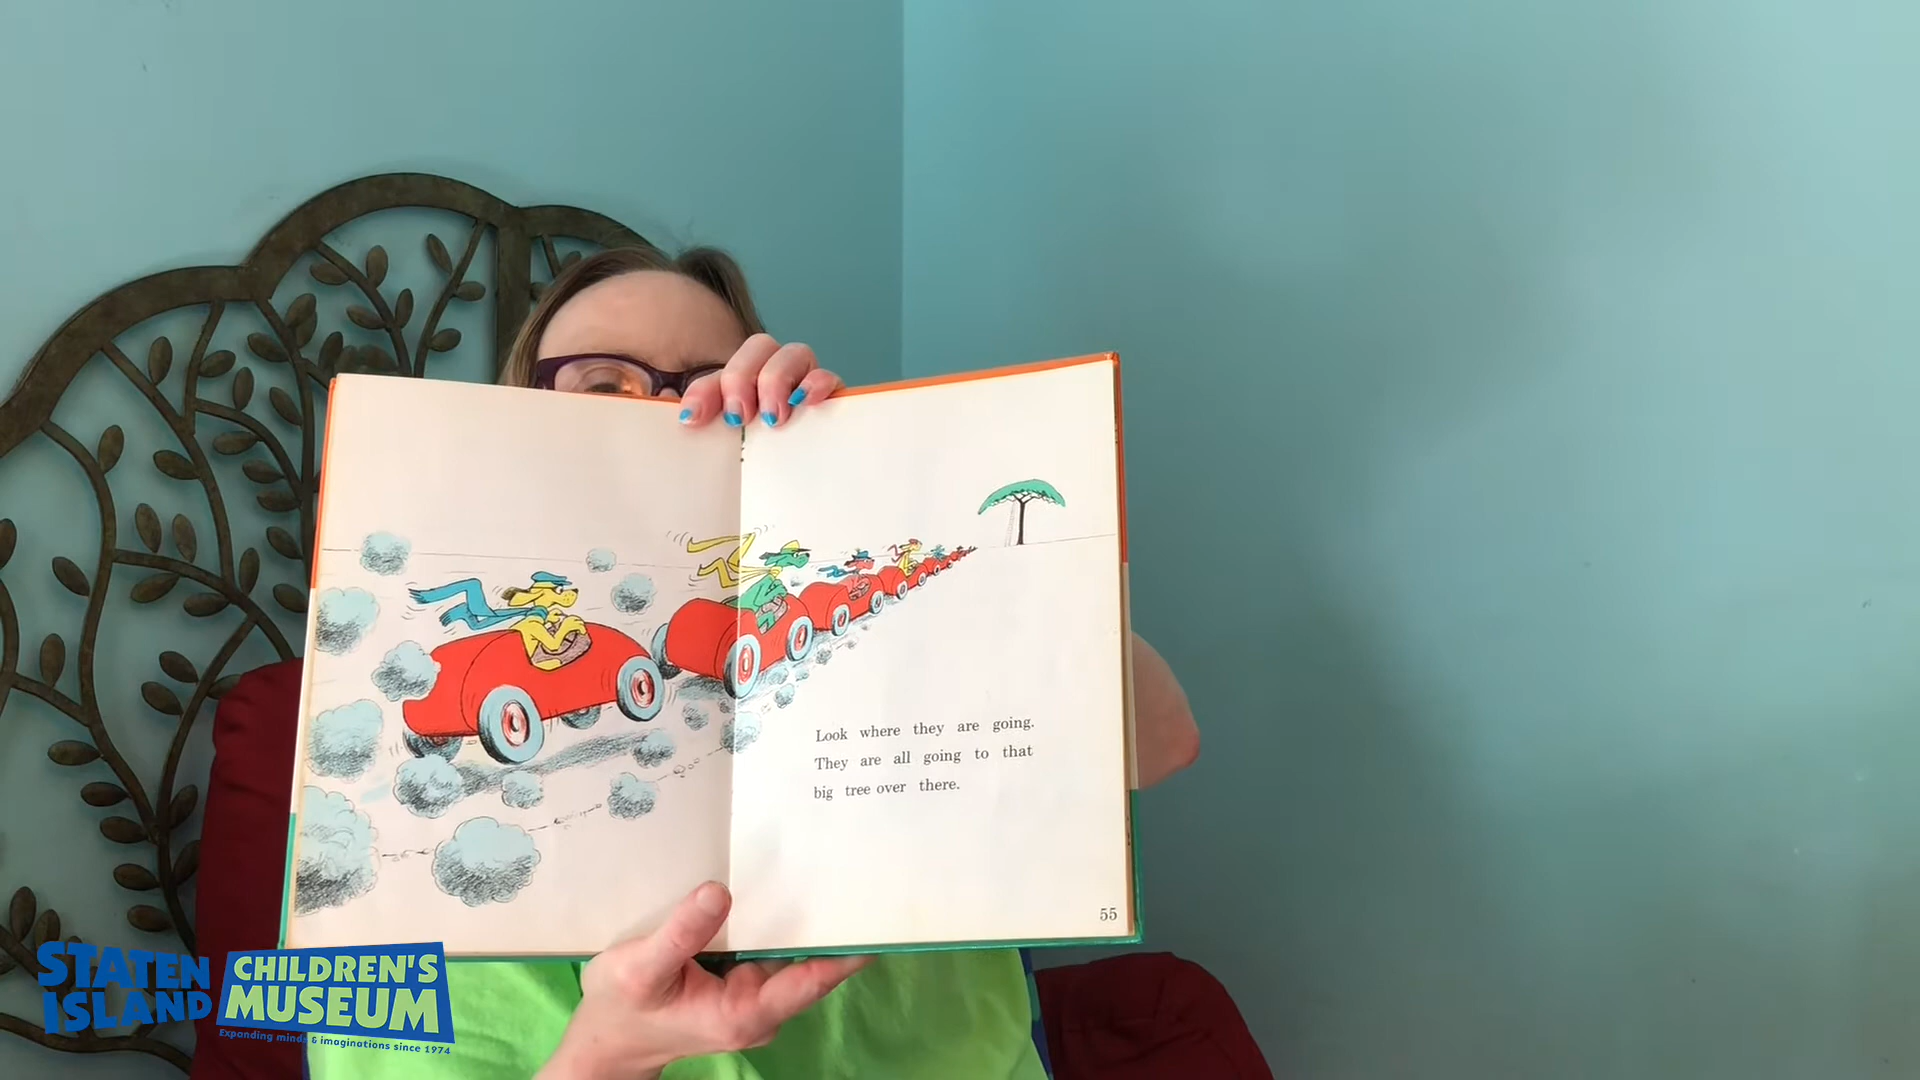 Look where they are going.
They are all going to that
big tree over there.
55
STATEN
ISLAND
CHILDREN'S
MUSEUM
Expanding minds & imaginations since 1974